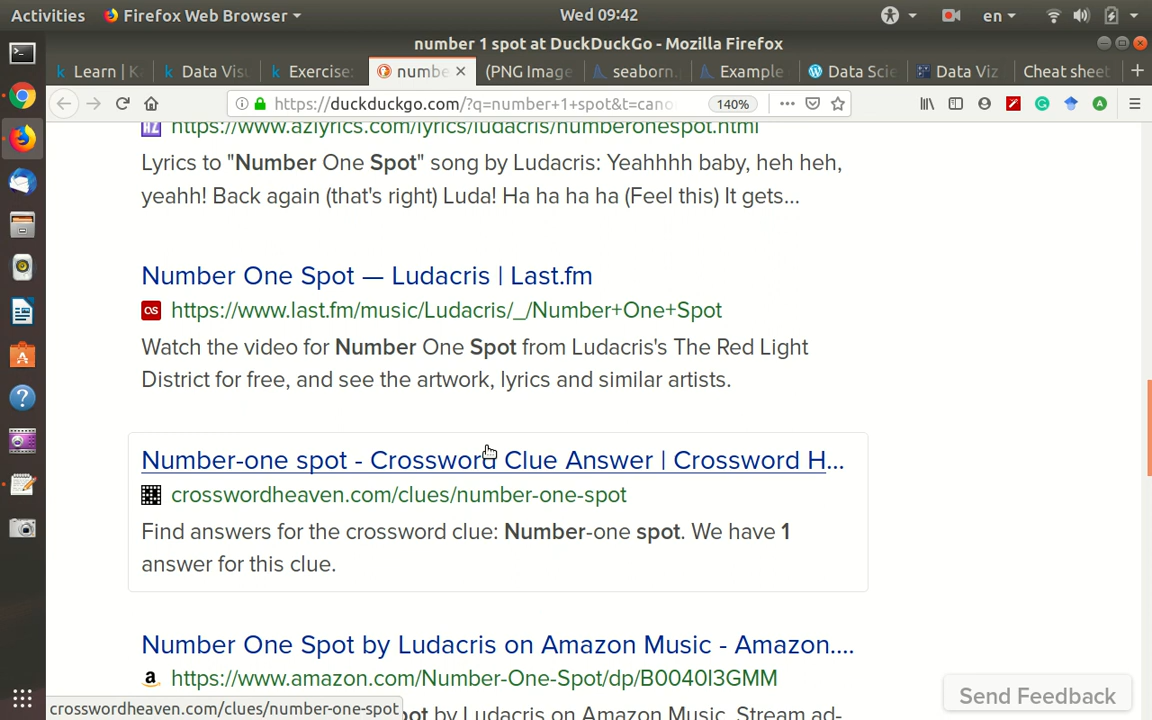 Activities Firefox Web Browser Wed 09:42 en
number 1 spot at DuckDuckGo - Mozilla Firefox
Learn | K Data Vis Exercise: numbe (PNG Image seaborn. Example Data Scie Data Viz Cheat sheet
https://duckduckgo.com/?q=number+1+spot&t=cano 140%
https://www.azlyrics.com/lyrics/ludacris/numberonespot.html
Lyrics to "Number One Spot" song by Ludacris: Yeahhhh baby, heh heh,
yeahh! Back again (that's right) Luda! Ha ha ha ha (Feel this) It gets...
Number One Spot — Ludacris | Last.fm
https://www.last.fm/music/Ludacris/_/Number+One+Spot
Watch the video for Number One Spot from Ludacris's The Red Light
District for free, and see the artwork, lyrics and similar artists.
Number-one spot - Crossword Clue Answer | Crossword H...
crosswordheaven.com/clues/number-one-spot
Find answers for the crossword clue: Number-one spot. We have 1
answer for this clue.
Number One Spot by Ludacris on Amazon Music - Amazon....
https://www.amazon.com/Number-One-Spot/dp/B0040I3GMM
Send Feedback
crosswordheaven.com/clues/number-one-spot
pot by Ludacris on Amazon Music. Stream ad-